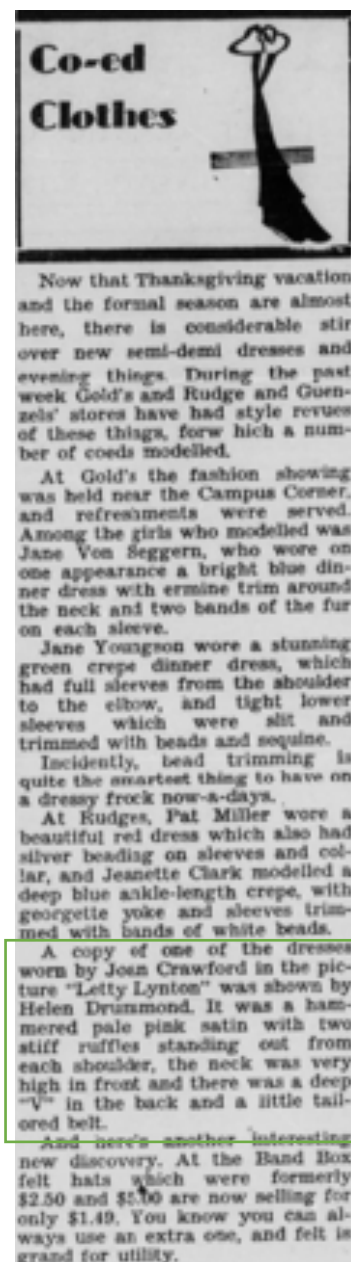 Co-ed
Clothes
Now that Thanksgiving vacation
and the formal season are almost
here, there is considerable stir
over new semi-demi dresses and
evening things. During the past
week Gold's and Rudge and Guen-
zels' stores have had style revues
of these things, forw hich a num-
ber of coeds modelled.
At Gold's the fashion showing
was held near the Campus Corner,
and refreshments were served.
Among the girls who modelled was
Jane Von Seggern, who wore on
one appearance a bright blue din-
ner dress with ermine trim around
the neck and two bands of the fur
on each sleeve.
Jane Youngson wore a stunning
green crepe dinner dress, which
had full sleeves from the shoulder
to the elbow, and tight lower
sleeves which were slit and
trimmed with beads and sequine.
Incidently, bead trimming is
quite the smartest thing to have on
a dressy frock now-a-days.
At Rudges, Pat Miller wore a
beautiful red dress which also had
silver beading on sleeves and col-
lar, and Jeanette Clark modelled a
deep blue ankle-length crepe, with
georgette yoke and sleeves trim-
med with bands of white beads.
A copy of one of the dresses
worn by Joan Crawford in the pic-
ture "Letty Lynton" was shown by
Helen Drummond. It was a ham-
mered pale pink satin with two
stiff ruffles standing out from
each shoulder, the neck was very
high in front and there was a deep
"V" in the back and a little tail-
ored belt.
And here's another interesting
new discovery. At the Band Box
felt hats which were formerly
$2.50 and $5.00 are now selling for
only $1.49. You know you can al-
ways use an extra one, and felt is
grand for utility.